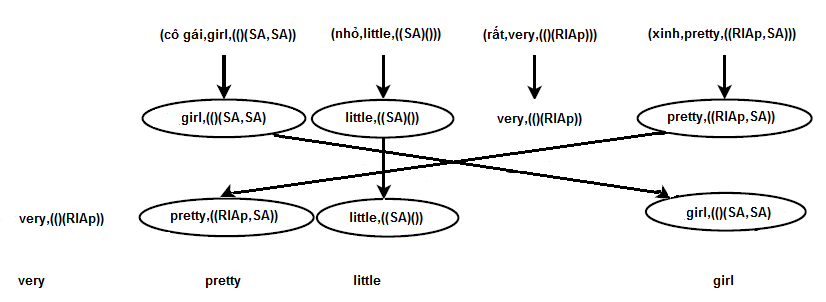 (cô gái,girl,(()(SA,SA)) (nhỏ,little,((SA)())) (rất,very,(()(RIAp))) (xinh,pretty,((RIAp,SA)))
girl,(()(SA,SA) little,((SA)()) very,(()(RIAp)) pretty,((RIAp,SA))
very,(()(RIAp)) pretty,((RIAp,SA)) little,((SA)()) girl,(()(SA,SA)
very pretty little girl